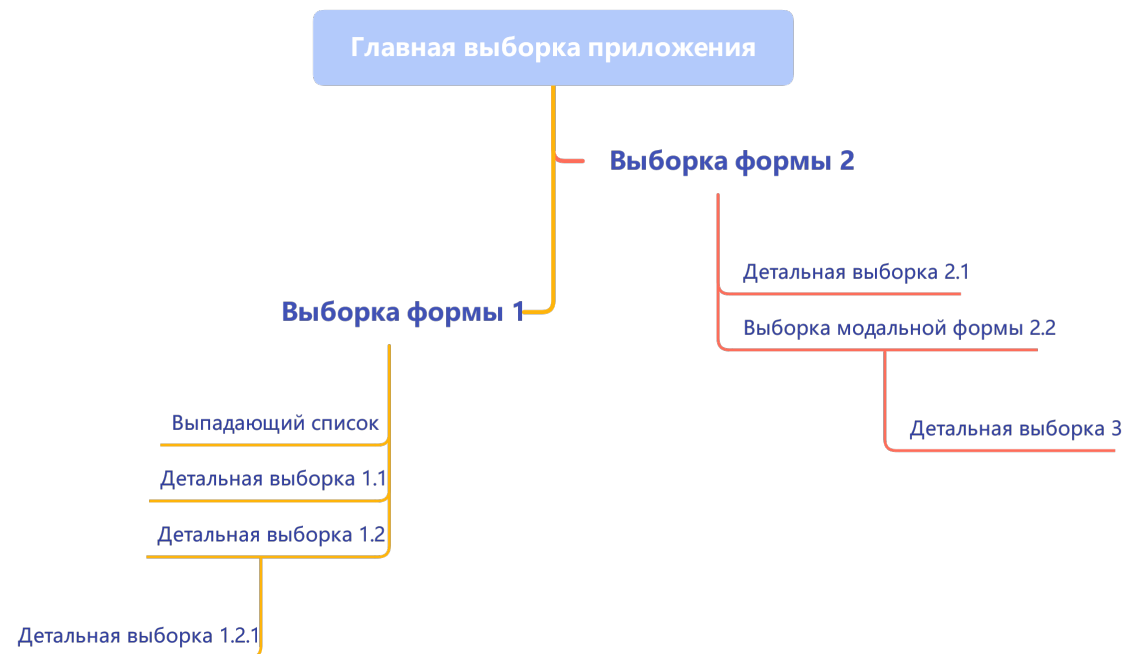 Главная выборка приложения
Выборка формы 2
Детальная выборка 2.1
Выборка модальной формы 2.2
Детальная выборка 3
Выборка формы 1
Выпадающий список
Детальная выборка 1.1
Детальная выборка 1.2
Детальная выборка 1.2.1